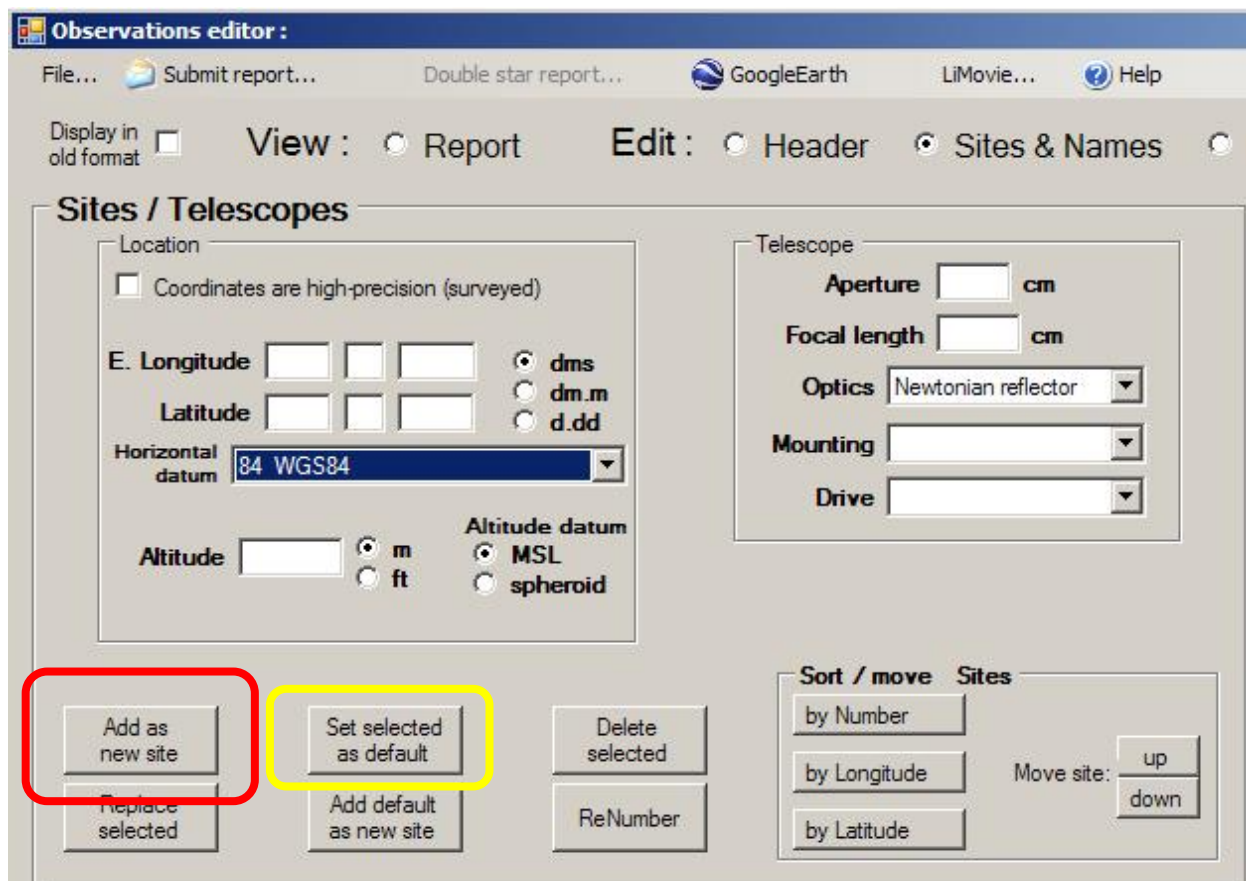 Observations editor :
File... Submit report... Double star report... GoogleEarth LiMovie... Help
Display in
old format
View : Report Edit : Header Sites & Names
Sites / Telescopes
Location
Coordinates are high-precision (surveyed)
E. Longitude
dms
dm.m
Latitude
d.dd
Horizontal
datum
84 WGS84
Altitude
m
ft
Altitude datum
MSL
spheroid
Telescope
Aperture cm
Focal length cm
Optics Newtonian reflector
Mounting
Drive
Add as
new site
Set selected
as default
Delete
selected
Replace
selected
Add default
as new site
ReNumber
Sort / move Sites
by Number
by Longitude
by Latitude
Move site:
up
down